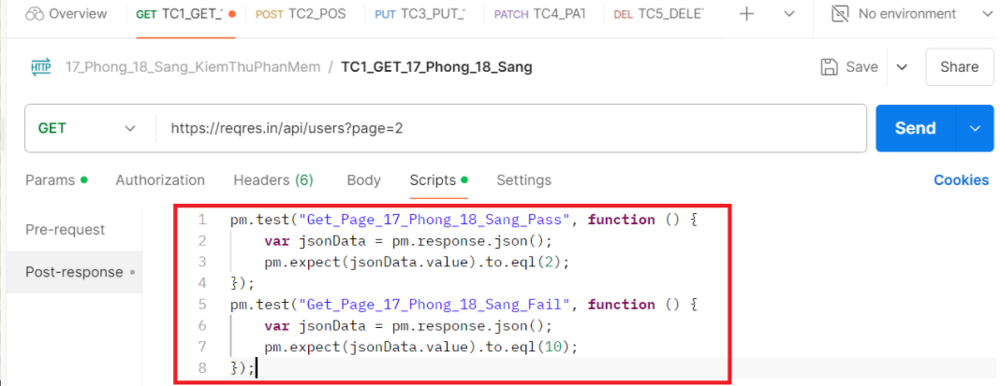 Overview GET TC1_GET_' POST TC2_POS PUT TC3_PUT_' PATCH TC4_PA1 DEL TC5_DELE' No environment
HTTP 17_Phong_18_Sang_KiemThuPhanMem / TC1_GET_17_Phong_18_Sang Save Share
GET https://reqres.in/api/users?page=2 Send
Params Authorization Headers (6) Body Scripts Settings Cookies
Pre-request
Post-response
1 pm.test("Get_Page_17_Phong_18_Sang_Pass", function () {
2 var jsonData = pm.response.json();
3 pm.expect(jsonData.value).to.eql(2);
4 });
5 pm.test("Get_Page_17_Phong_18_Sang_Fail", function () {
6 var jsonData = pm.response.json();
7 pm.expect(jsonData.value).to.eql(10);
8 });